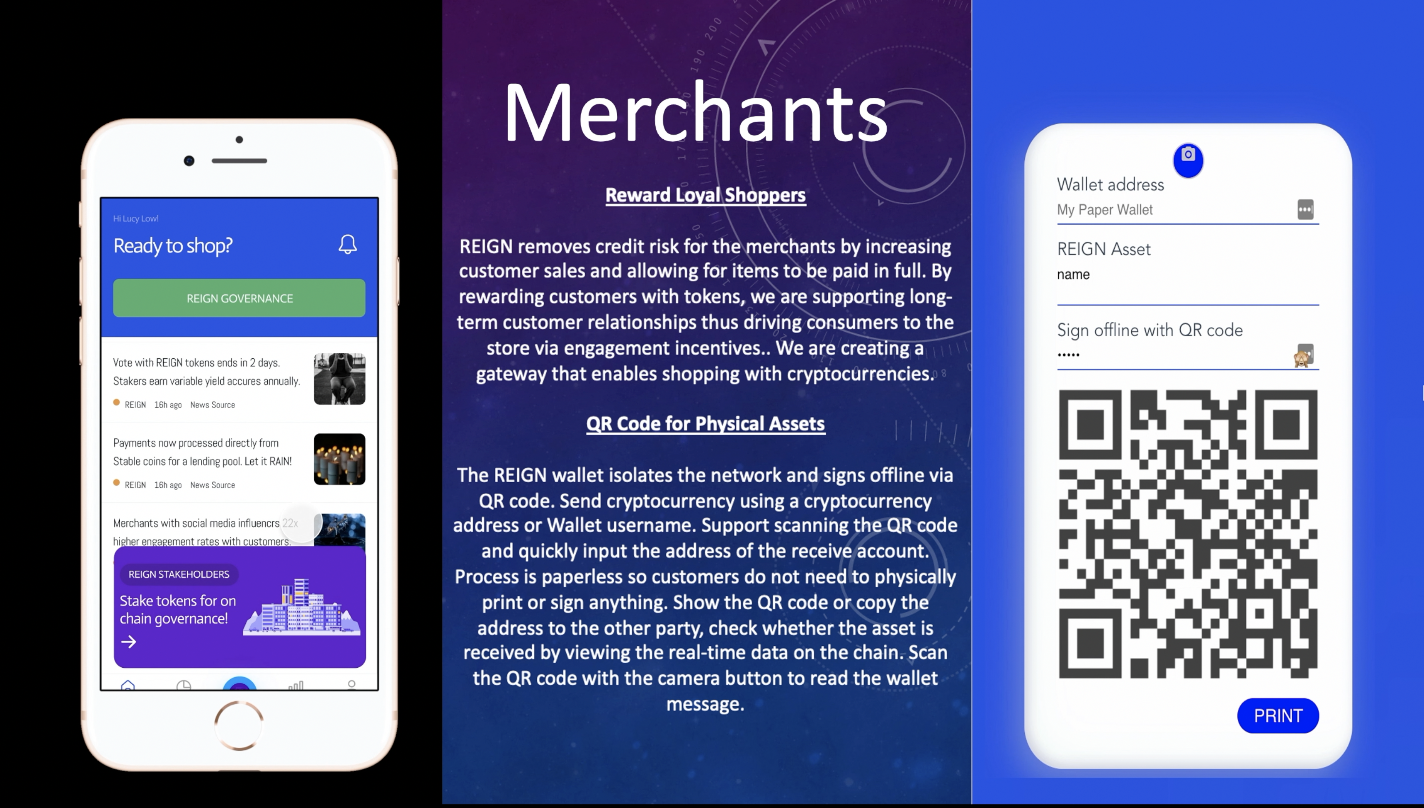 Hi Lucy Low!
Ready to shop?
REIGN GOVERNANCE
Vote with REIGN tokens ends in 2 days.
Stakers earn variable yield accures annually.
REIGN 16h ago News Source
Payments now processed directly from
Stable coins for a lending pool. Let it RAIN!
REIGN 16h ago News Source
Merchants with social media influencrs 22x
higher engagement rates with customers.
REIGN STAKEHOLDERS
Stake tokens for on
chain governance!
Merchants
Reward Loyal Shoppers
REIGN removes credit risk for the merchants by increasing
customer sales and allowing for items to be paid in full. By
rewarding customers with tokens, we are supporting long-
term customer relationships thus driving consumers to the
store via engagement incentives.. We are creating a
gateway that enables shopping with cryptocurrencies.
QR Code for Physical Assets
The REIGN wallet isolates the network and signs offline via
QR code. Send cryptocurrency using a cryptocurrency
address or Wallet username. Support scanning the QR code
and quickly input the address of the receive account.
Process is paperless so customers do not need to physically
print or sign anything. Show the QR code or copy the
address to the other party, check whether the asset is
received by viewing the real-time data on the chain. Scan
the QR code with the camera button to read the wallet
message.
Wallet address
My Paper Wallet
REIGN Asset
name
Sign offline with QR code
•••••
PRINT